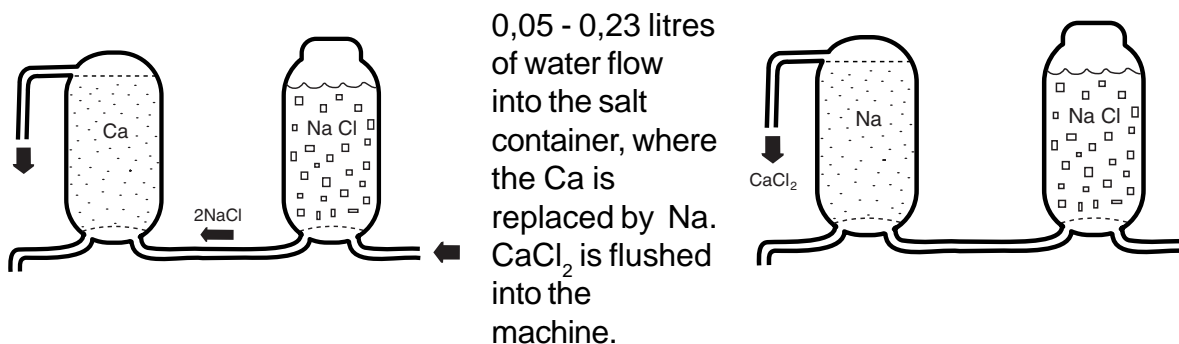 Ca
Na Cl
2NaCl
0,05 - 0,23 litres
of water flow
into the salt
container, where
the Ca is
replaced by Na.
CaCl₂ is flushed
into the
machine.
Na
Na Cl
CaCl₂